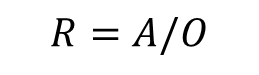 R = A/O